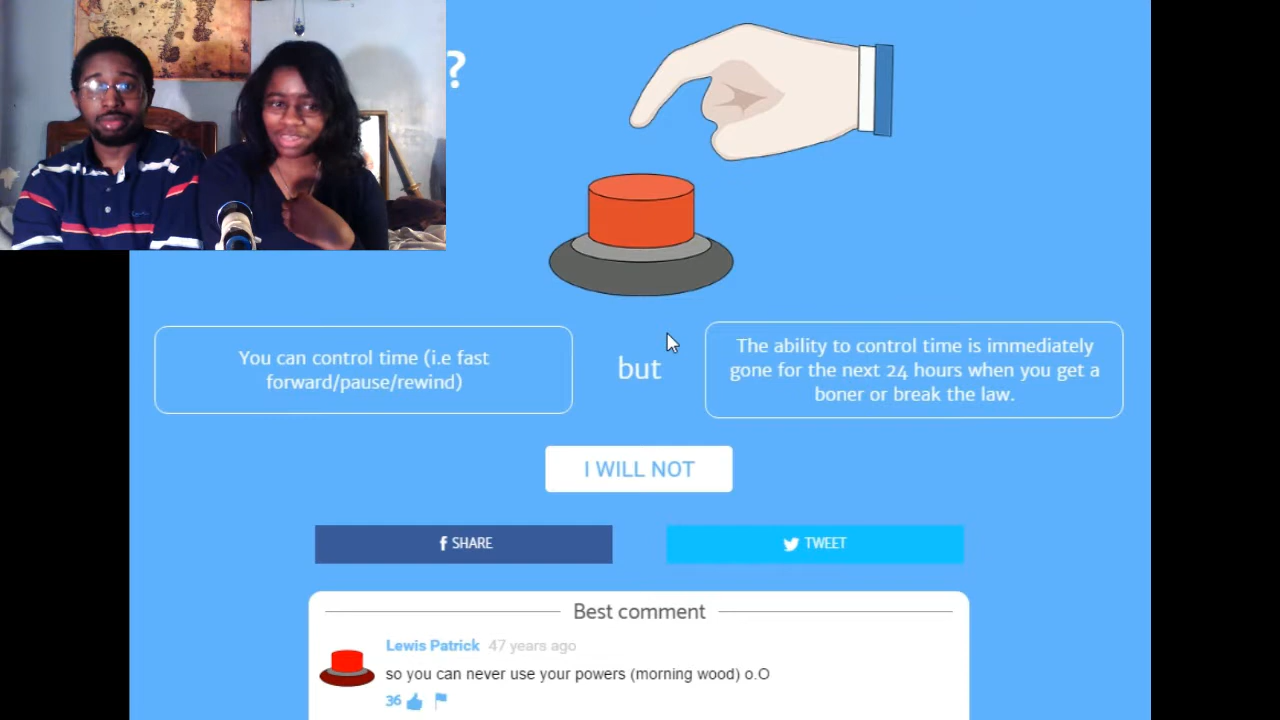 ?
You can control time (i.e fast
forward/pause/rewind)
but
The ability to control time is immediately
gone for the next 24 hours when you get a
boner or break the law.
I WILL NOT
f SHARE
TWEET
Best comment
Lewis Patrick 47 years ago
so you can never use your powers (morning wood) o.O
36